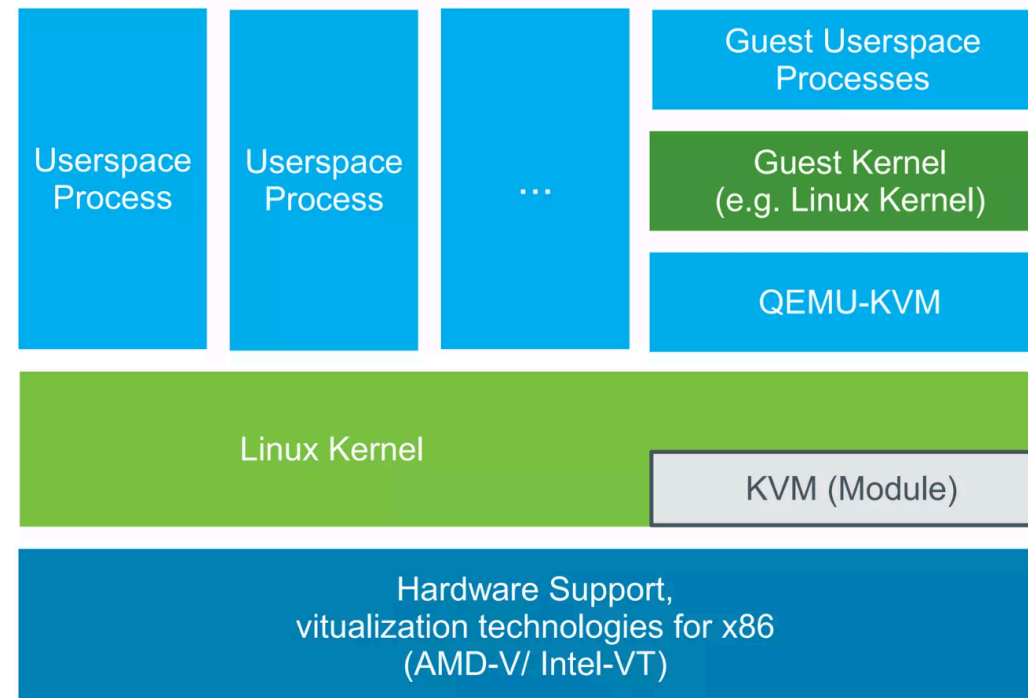 Userspace
Process
Userspace
Process
...
Guest Userspace
Processes
Guest Kernel
(e.g. Linux Kernel)
QEMU-KVM
Linux Kernel
KVM (Module)
Hardware Support,
vitualization technologies for x86
(AMD-V/ Intel-VT)